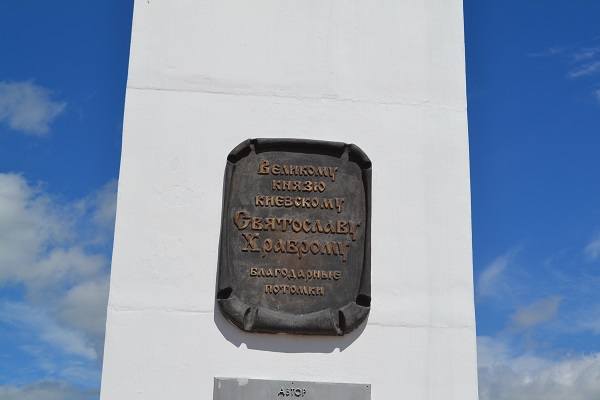 Великому
князю
киевскому
Святославу
Храброму
благодарные
потомки
АВТОР